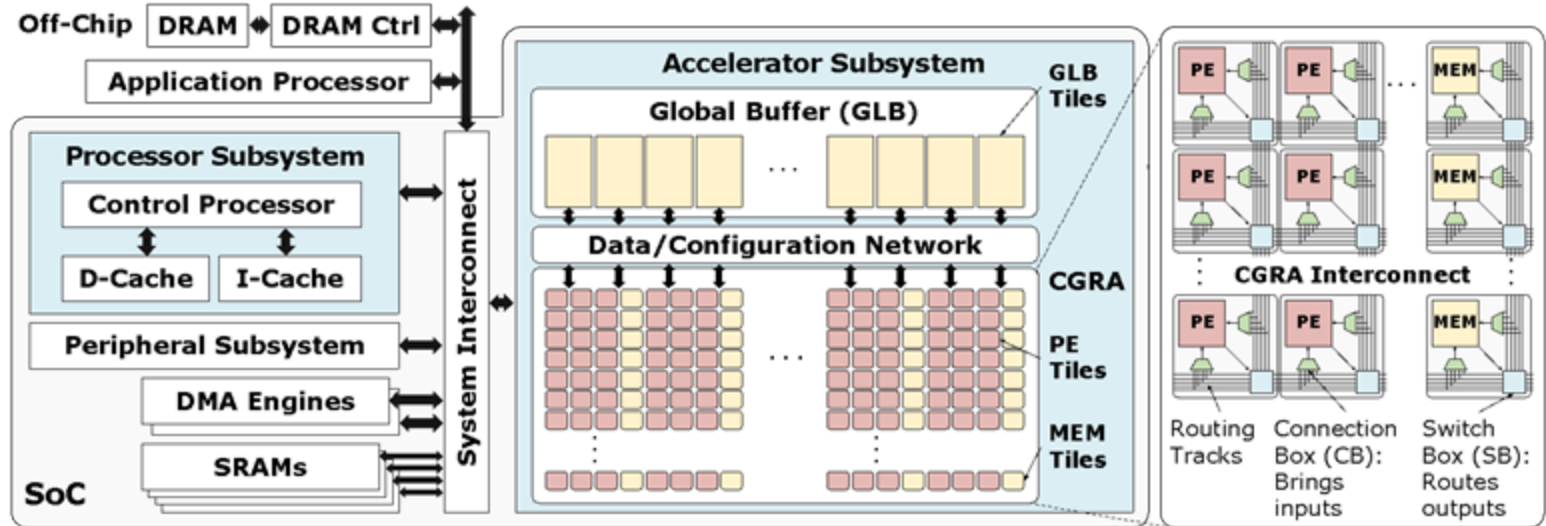 Off-Chip
DRAM
DRAM Ctrl
Application Processor
Processor Subsystem
Control Processor
D-Cache
I-Cache
Peripheral Subsystem
DMA Engines
SRAMs
SoC
System Interconnect
Accelerator Subsystem
Global Buffer (GLB)
...
Data/Configuration Network
...
GLB
Tiles
CGRA
PE
Tiles
MEM
Tiles
PE
PE
...
MEM
PE
PE
MEM
CGRA Interconnect
PE
PE
MEM
Routing
Tracks
Connection
Box (CB):
Brings
inputs
Switch
Box (SB):
Routes
outputs